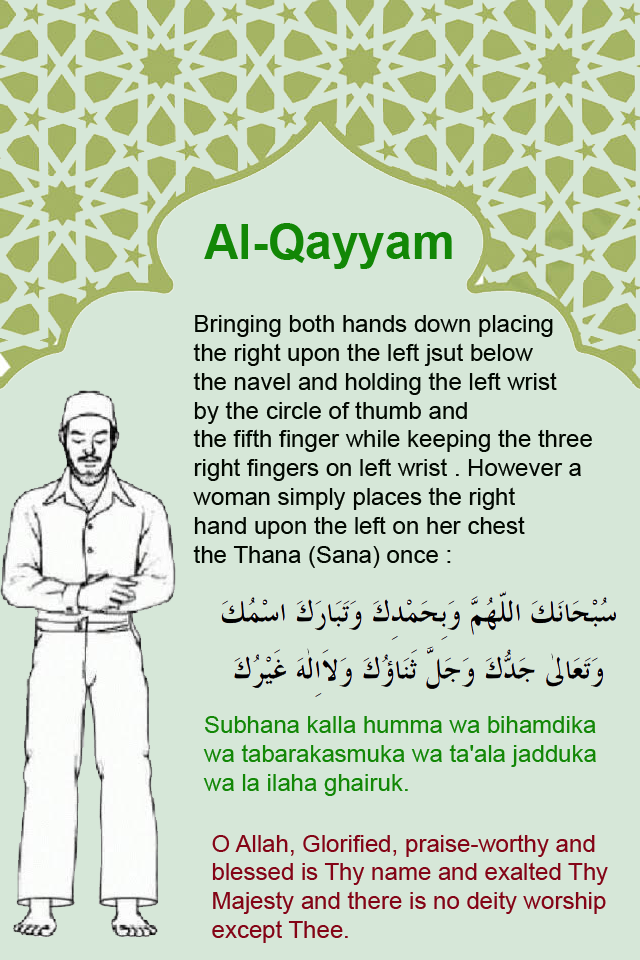 Al-Qayyam
Bringing both hands down placing
the right upon the left jsut below
the navel and holding the left wrist
by the circle of thumb and
the fifth finger while keeping the three
right fingers on left wrist . However a
woman simply places the right
hand upon the left on her chest
the Thana (Sana) once :
سُبْحَانَكَ اللّٰهُمَّ وَبِحَمْدِكَ وَتَبَارَكَ اسْمُكَ
وَتَعَالىٰ جَدُّكَ وَجَلَّ ثَنَاؤُكَ وَلاَاِلٰهَ غَيْرُكَ
Subhana kalla humma wa bihamdika
wa tabarakasmuka wa ta'ala jadduka
wa la ilaha ghairuk.
O Allah, Glorified, praise-worthy and
blessed is Thy name and exalted Thy
Majesty and there is no deity worship
except Thee.